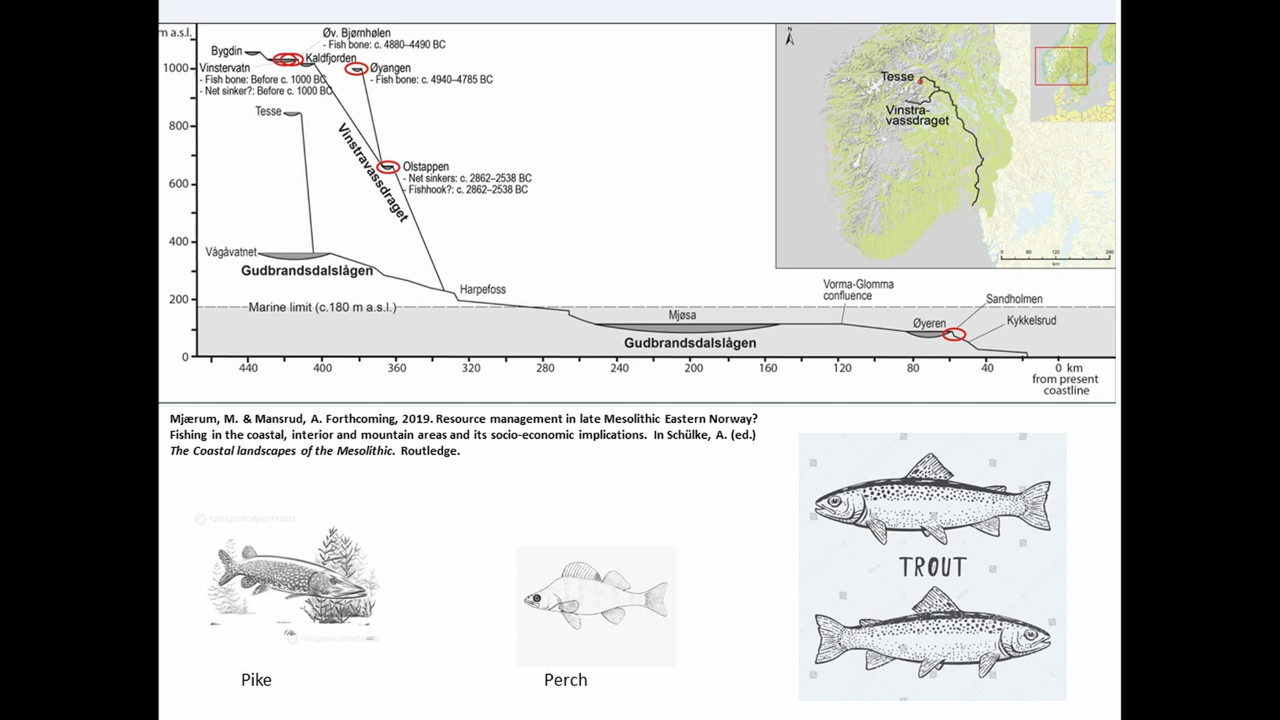 m a.s.l.
1000
800
600
400
200
0
Bygdin
Øv. Bjørnhølen
- Fish bone: c. 4880–4490 BC
Kaldfjorden
Vinstervatn
- Fish bone: Before c. 1000 BC
- Net sinker?: Before c. 1000 BC
Øyangen
- Fish bone: c. 4940–4785 BC
Tesse
Vinstravassdraget
Olstappen
- Net sinkers: c. 2862–2538 BC
- Fishhook?: c. 2862–2538 BC
Vågåvatnet
Gudbrandsdalslågen
Harpefoss
Marine limit (c.180 m a.s.l.)
Mjøsa
Gudbrandsdalslågen
Vorma-Glomma
confluence
Øyeren
Sandholmen
Kykkelsrud
440 400 360 320 280 240 200 160 120 80 40 0 km
from present
coastline
N
Tesse
Vinstra-
vassdraget
0 60 120 240
km
Mjærum, M. & Mansrud, A. Forthcoming, 2019. Resource management in late Mesolithic Eastern Norway?
Fishing in the coastal, interior and mountain areas and its socio-economic implications. In Schülke, A. (ed.)
The Coastal landscapes of the Mesolithic. Routledge.
Pike
Perch
TROUT